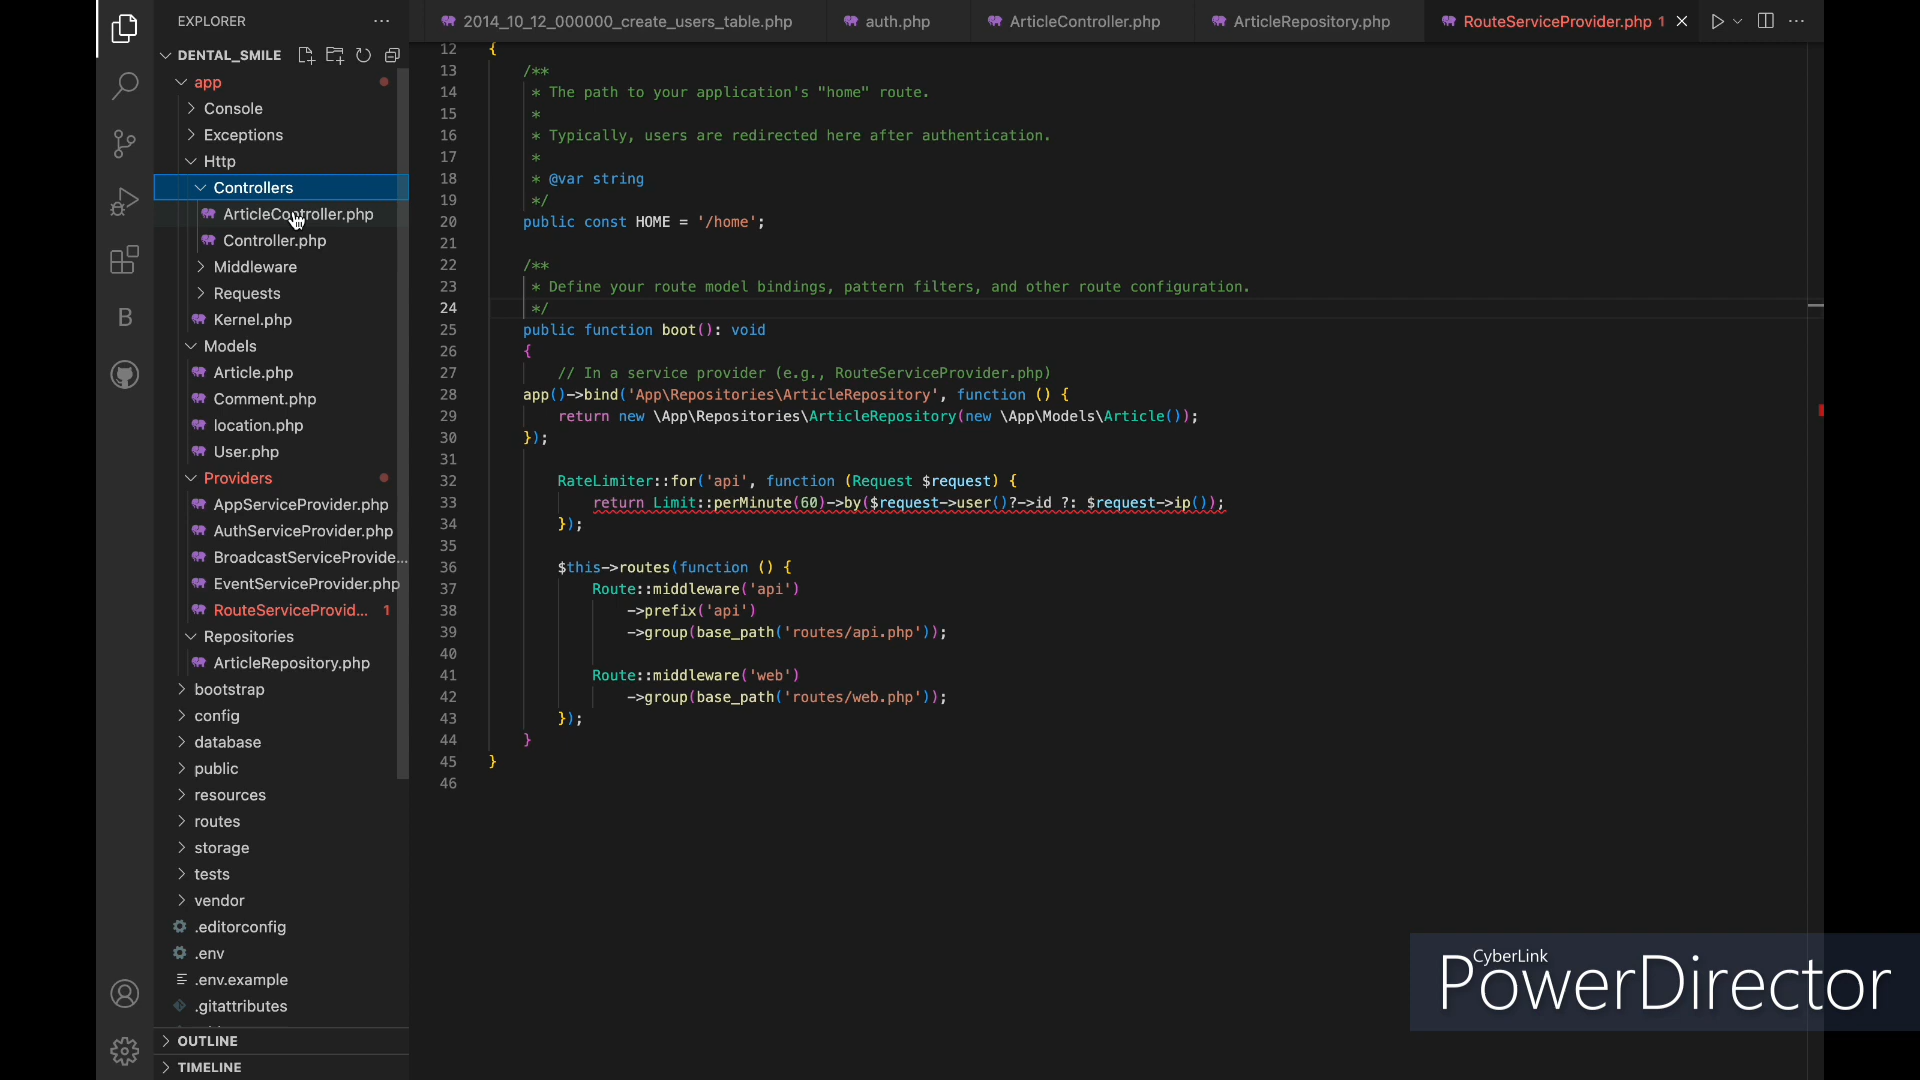 EXPLORER
DENTAL_SMILE
app
Console
Exceptions
Http
Controllers
ArticleController.php
Controller.php
Middleware
Requests
Kernel.php
Models
Article.php
Comment.php
location.php
User.php
Providers
AppServiceProvider.php
AuthServiceProvider.php
BroadcastServiceProvide...
EventServiceProvider.php
RouteServiceProvid... 1
Repositories
ArticleRepository.php
bootstrap
config
database
public
resources
routes
storage
tests
vendor
.editorconfig
.env
.env.example
.gitattributes
OUTLINE
TIMELINE
2014_10_12_000000_create_users_table.php auth.php ArticleController.php ArticleRepository.php RouteServiceProvider.php 1
12 {
13 /**
14 * The path to your application's "home" route.
15 *
16 * Typically, users are redirected here after authentication.
17 *
18 * @var string
19 */
20 public const HOME = '/home';
21
22 /**
23 * Define your route model bindings, pattern filters, and other route configuration.
24 */
25 public function boot(): void
26 {
27 // In a service provider (e.g., RouteServiceProvider.php)
28 app()->bind('App\Repositories\ArticleRepository', function () {
29 return new \App\Repositories\ArticleRepository(new \App\Models\Article());
30 });
31
32 RateLimiter::for('api', function (Request $request) {
33 return Limit::perMinute(60)->by($request->user()?->id ?: $request->ip());
34 });
35
36 $this->routes(function () {
37 Route::middleware('api')
38 ->prefix('api')
39 ->group(base_path('routes/api.php'));
40
41 Route::middleware('web')
42 ->group(base_path('routes/web.php'));
43 });
44 }
45 }
46
CyberLink
PowerDirector